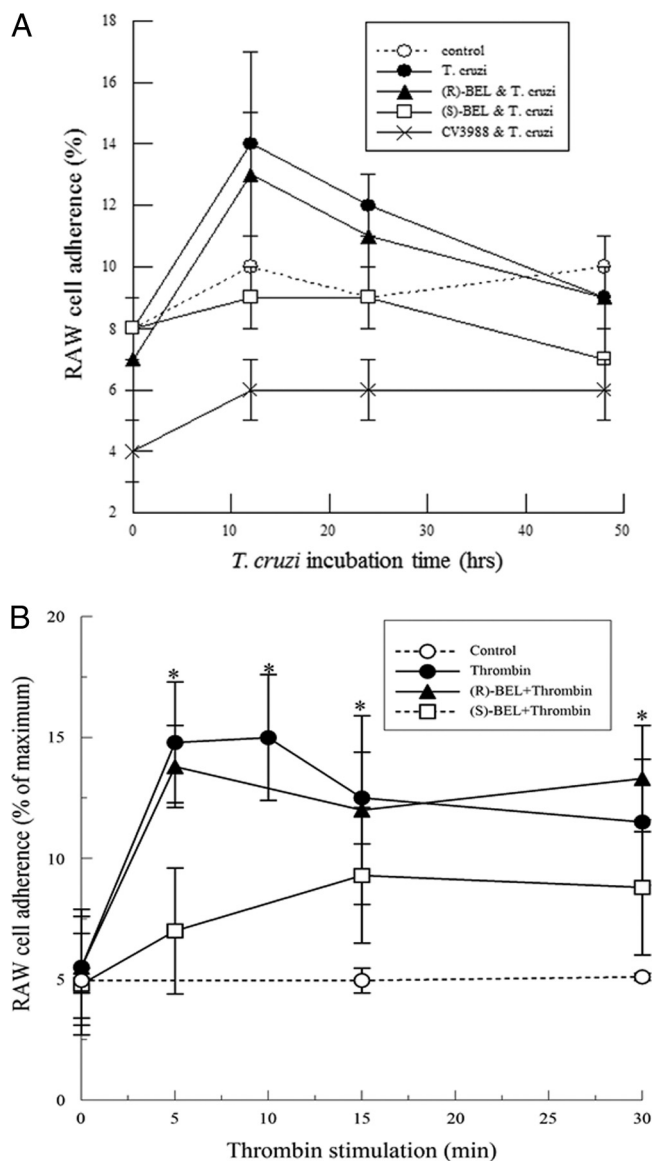 A
18
16
14
12
10
8
6
4
2
RAW cell adherence (%)
control
T. cruzi
(R)-BEL & T. cruzi
(S)-BEL & T. cruzi
CV3988 & T. cruzi
0 10 20 30 40 50
T. cruzi incubation time (hrs)
B
20
15
10
5
0
RAW cell adherence (% of maximum)
Control
Thrombin
(R)-BEL+Thrombin
(S)-BEL+Thrombin
* * * *
0 5 10 15 20 25 30
Thrombin stimulation (min)